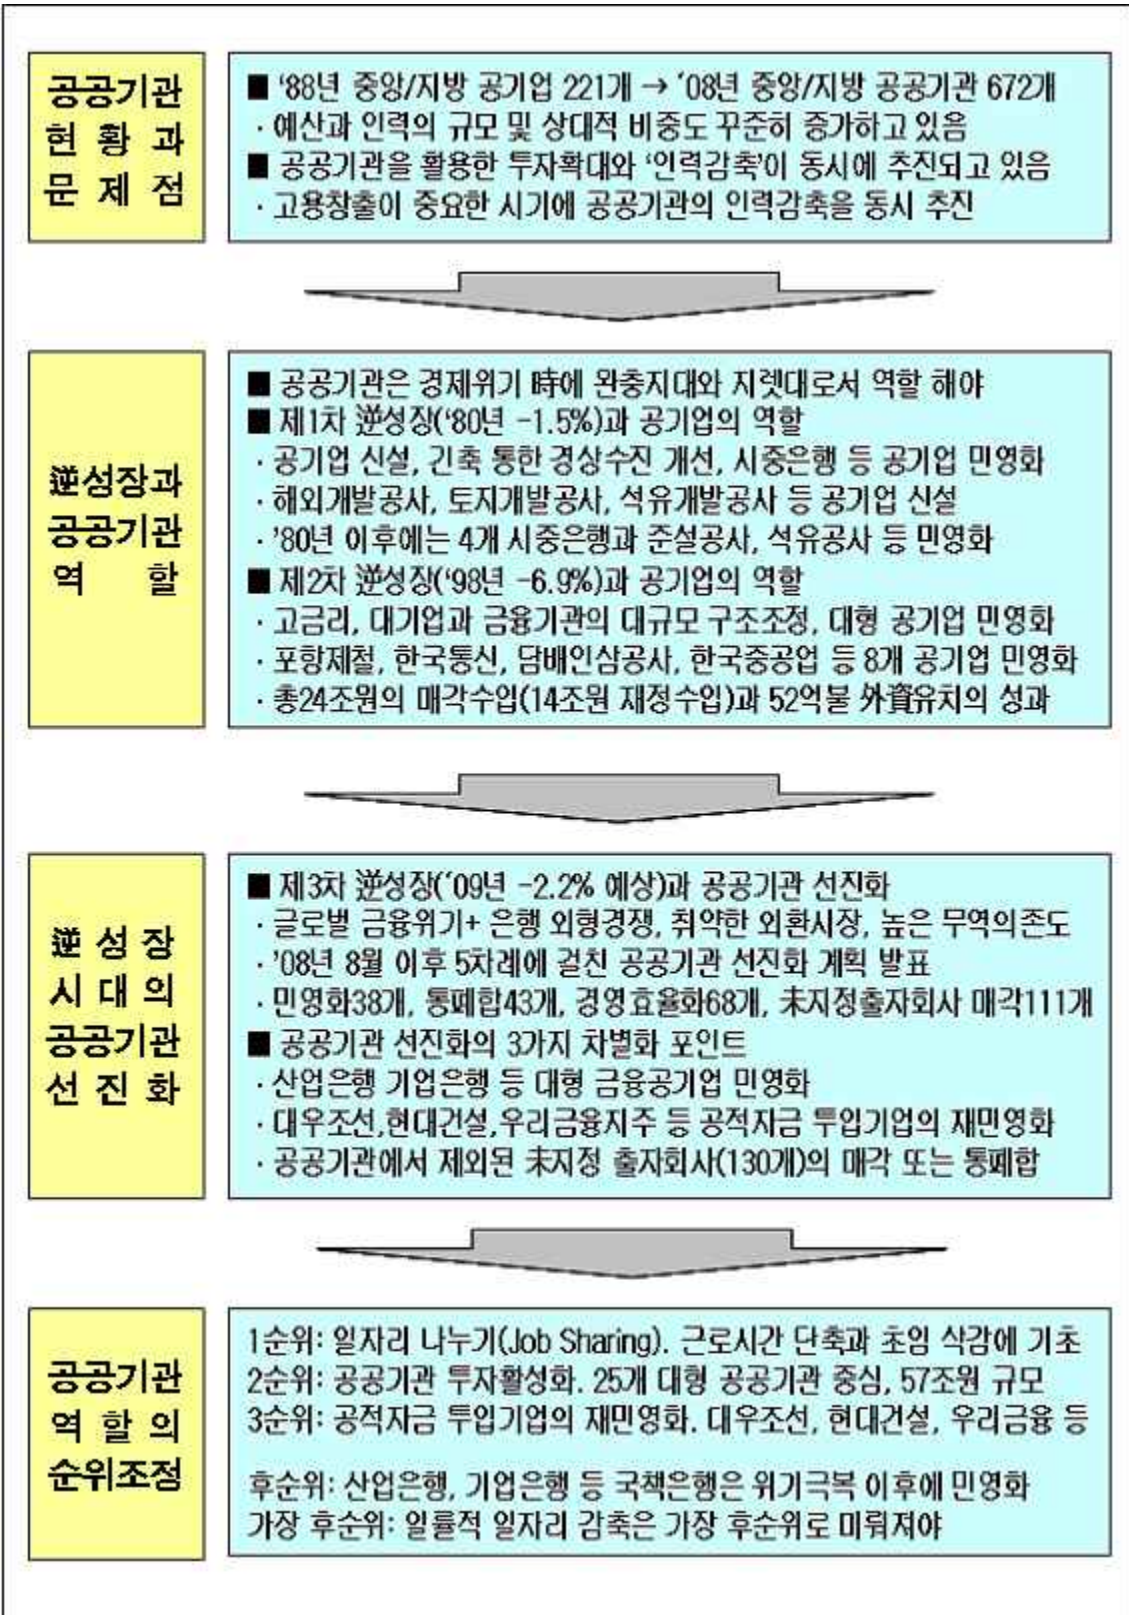 공공기관
현 황 과
문 제 점
■ ‘88년 중앙/지방 공기업 221개 → ’08년 중앙/지방 공공기관 672개
· 예산과 인력의 규모 및 상대적 비중도 꾸준히 증가하고 있음
■ 공공기관을 활용한 투자확대와 ‘인력감축’이 동시에 추진되고 있음
· 고용창출이 중요한 시기에 공공기관의 인력감축을 동시 추진
逆성장과
공공기관
역 할
■ 공공기관은 경제위기 時에 완충지대와 지렛대로서 역할 해야
■ 제1차 逆성장(‘80년 -1.5%)과 공기업의 역할
· 공기업 신설, 긴축 통한 경상수진 개선, 시중은행 등 공기업 민영화
· 해외개발공사, 토지개발공사, 석유개발공사 등 공기업 신설
· ’80년 이후에는 4개 시중은행과 준설공사, 석유공사 등 민영화
■ 제2차 逆성장(‘98년 -6.9%)과 공기업의 역할
· 고금리, 대기업과 금융기관의 대규모 구조조정, 대형 공기업 민영화
· 포항제철, 한국통신, 담배인삼공사, 한국중공업 등 8개 공기업 민영화
· 총24조원의 매각수입(14조원 재정수입)과 52억불 外資유치의 성과
逆 성 장
시 대 의
공공기관
선 진 화
■ 제3차 逆성장(’09년 -2.2% 예상)과 공공기관 선진화
· 글로벌 금융위기+ 은행 외형경쟁, 취약한 외환시장, 높은 무역의존도
· ’08년 8월 이후 5차례에 걸친 공공기관 선진화 계획 발표
· 민영화38개, 통폐합43개, 경영효율화68개, 未지정출자회사 매각111개
■ 공공기관 선진화의 3가지 차별화 포인트
· 산업은행 기업은행 등 대형 금융공기업 민영화
· 대우조선,현대건설,우리금융지주 등 공적자금 투입기업의 재민영화
· 공공기관에서 제외된 未지정 출자회사(130개)의 매각 또는 통폐합
공공기관
역 할 의
순위조정
1순위: 일자리 나누기(Job Sharing). 근로시간 단축과 초임 삭감에 기초
2순위: 공공기관 투자활성화. 25개 대형 공공기관 중심, 57조원 규모
3순위: 공적자금 투입기업의 재민영화. 대우조선, 현대건설, 우리금융 등
후순위: 산업은행, 기업은행 등 국책은행은 위기극복 이후에 민영화
가장 후순위: 일률적 일자리 감축은 가장 후순위로 미뤄져야